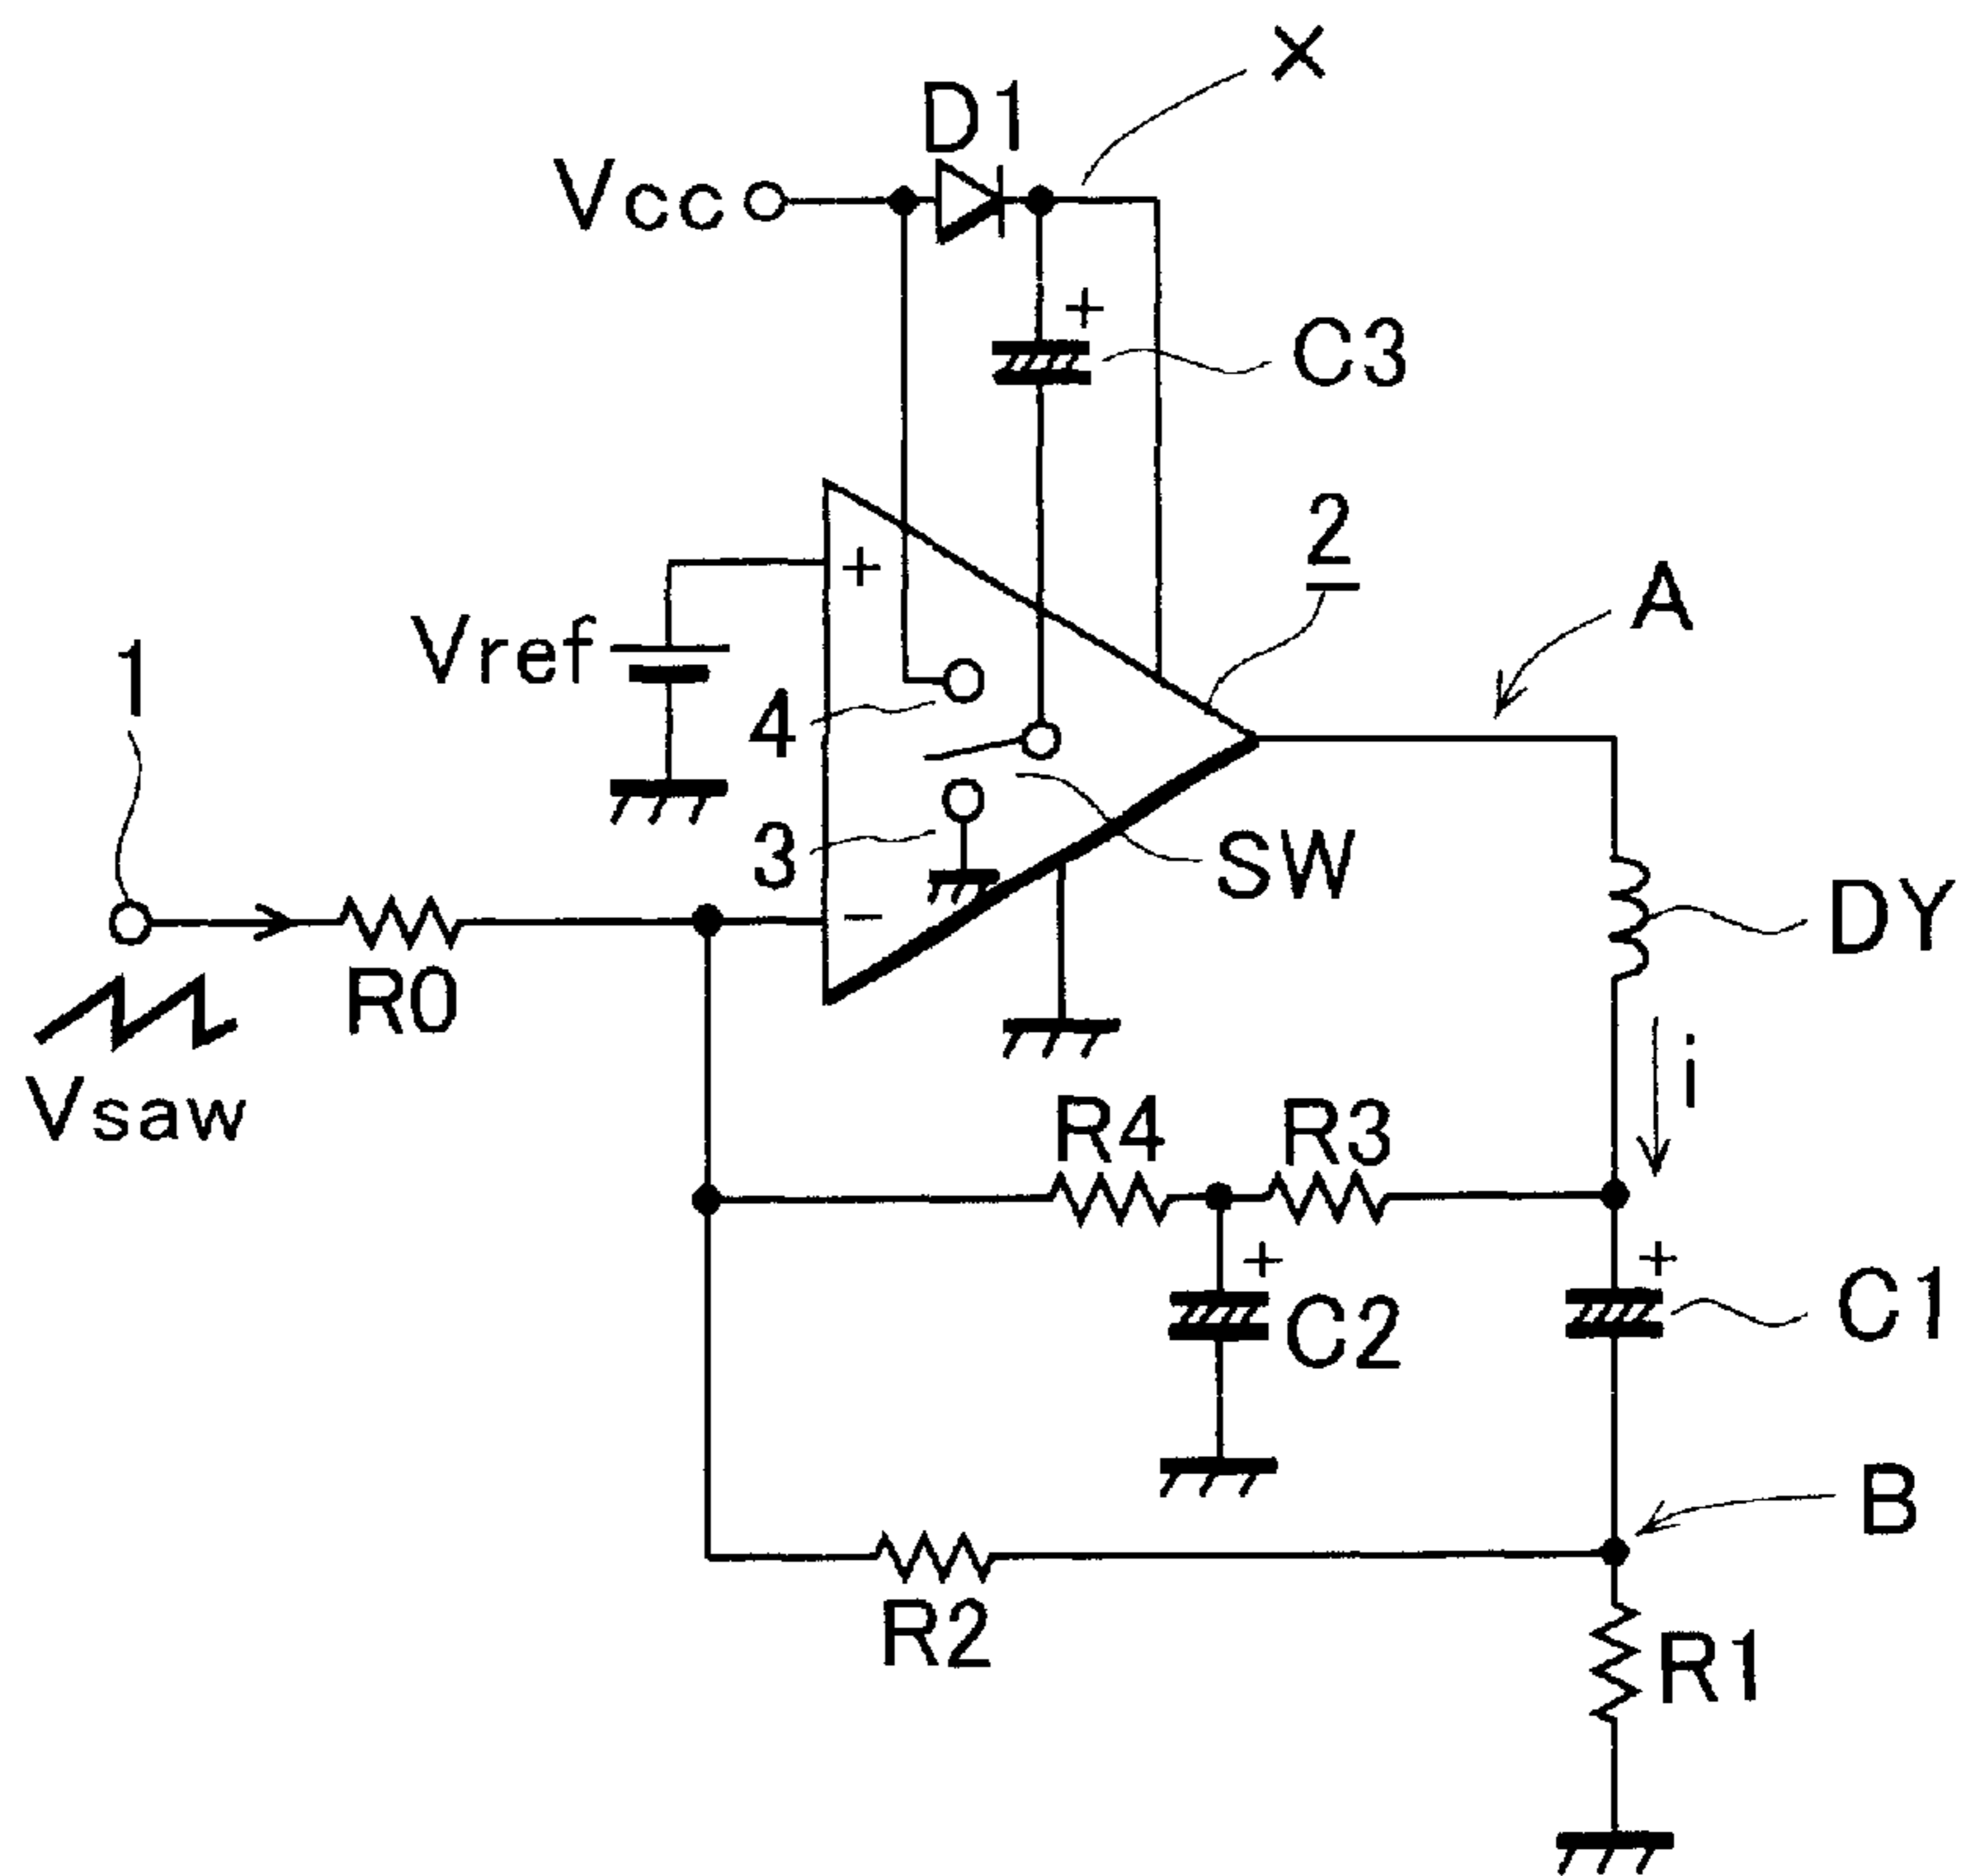 x
D1
Vcc
+
C3
2
A
+
Vref
1
4
3
SW
-
DY
R0
i
Vsaw
R4
R3
+
+
C2
C1
B
R2
R1